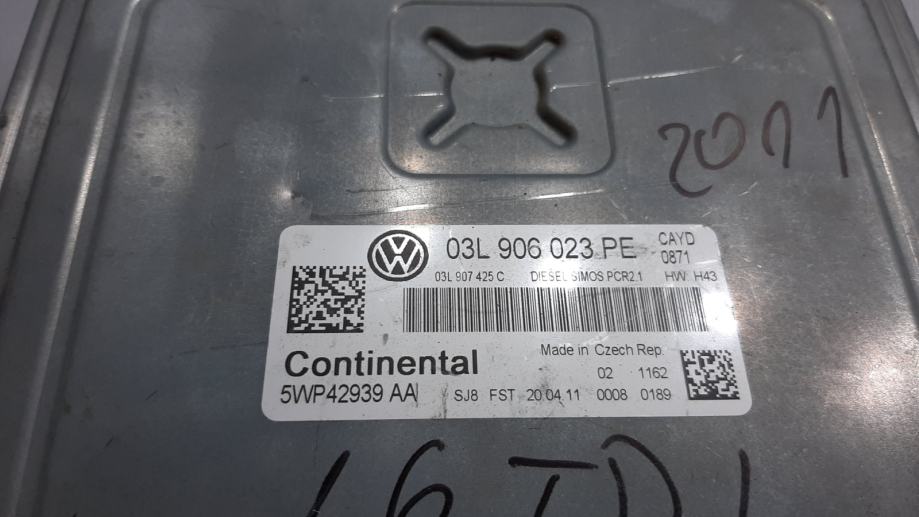 2011
03L 906 023 PE CAYD
0871
03L 907 425 C DIESEL SIMOS PCR2.1 HW H43
Continental
Made in Czech Rep.
02 1162
5WP42939 AA
SJ8 FST 20.04.11 0008 0189
1.6 TDI